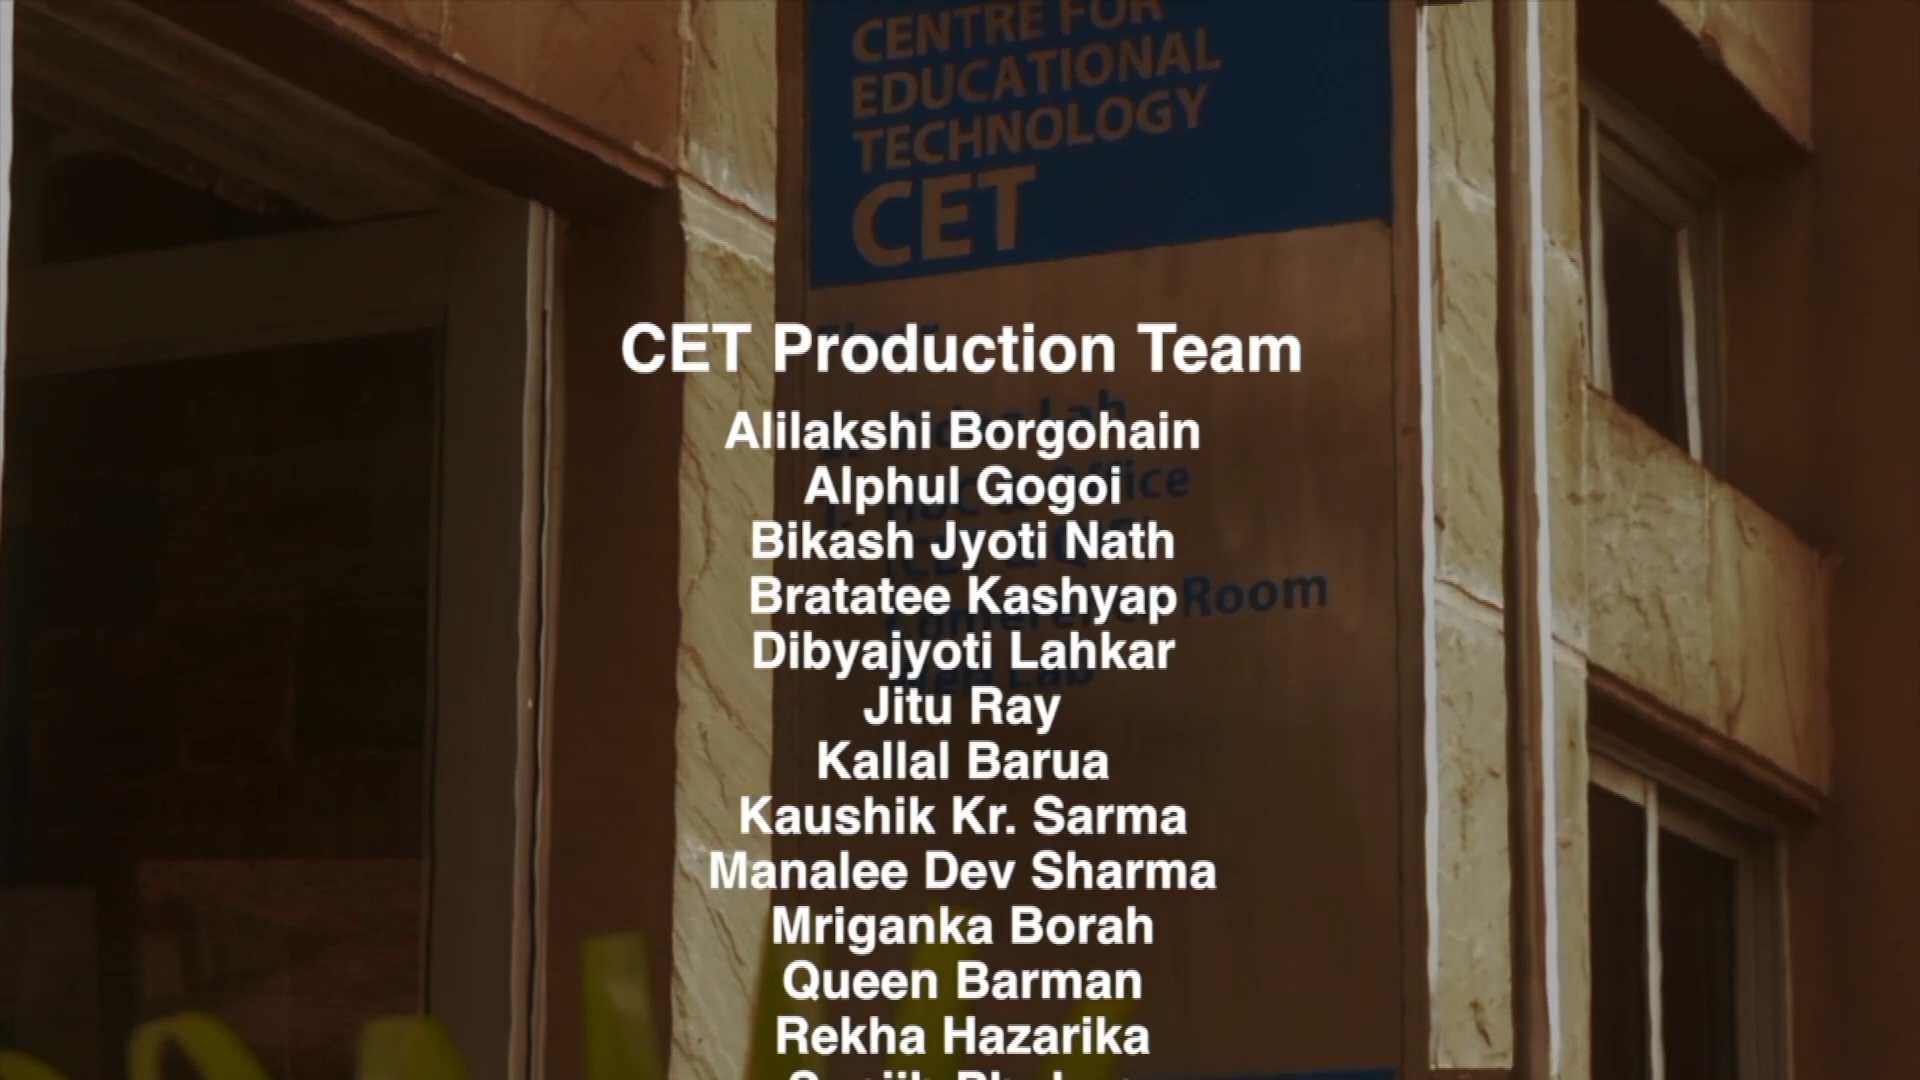 CENTRE FOR
EDUCATIONAL
TECHNOLOGY
CET
CET Production Team
Alilakshi Borgohain
Alphul Gogoi
Bikash Jyoti Nath
Bratatee Kashyap
Room
Dibyajyoti Lahkar
Jitu Ray
Kallal Barua
Kaushik Kr. Sarma
Manalee Dev Sharma
Mriganka Borah
Queen Barman
Rekha Hazarika